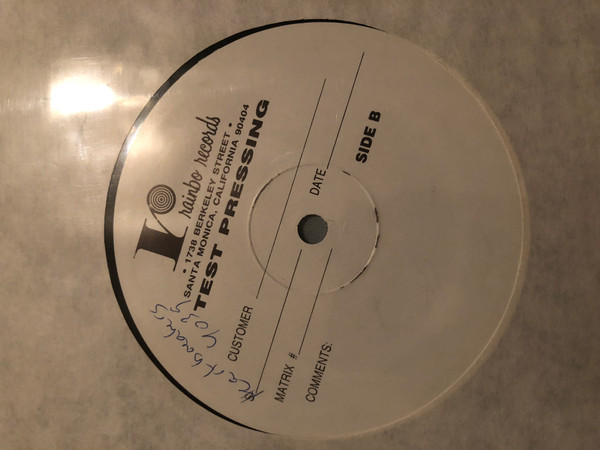 r
rainbo records
• 1738 BERKELEY STREET •
SANTA MONICA, CALIFORNIA 90404
TEST PRESSING
CUSTOMER
MATRIX # DATE
COMMENTS:
SIDE B